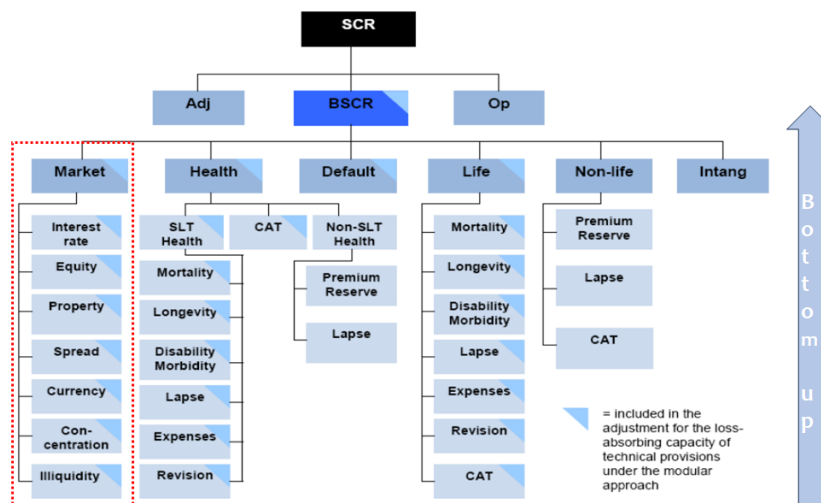 SCR
Adj
BSCR
Op
Market
Health
Default
Life
Non-life
Intang
Interest
rate
Equity
Property
Spread
Currency
Con-
centration
Illiquidity
SLT
Health
CAT
Non-SLT
Health
Mortality
Longevity
Disability
Morbidity
Lapse
Expenses
Revision
Premium
Reserve
Lapse
Mortality
Longevity
Disability
Morbidity
Lapse
Expenses
Revision
CAT
Premium
Reserve
Lapse
CAT
= included in the
adjustment for the loss-
absorbing capacity of
technical provisions
under the modular
approach
Bottom up